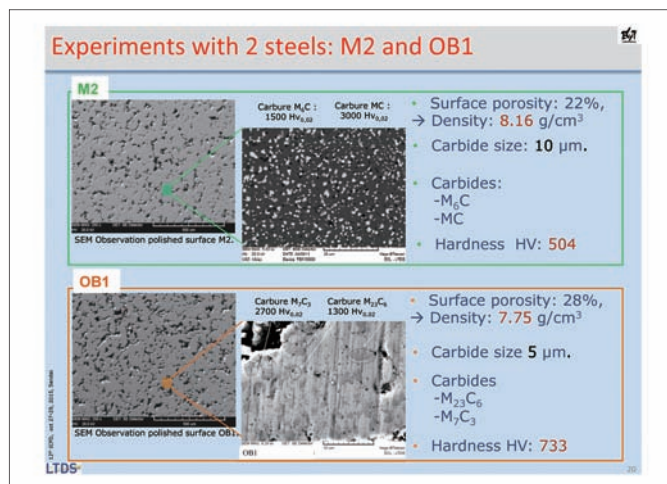 Experiments with 2 steels: M2 and OB1
M2
Carbure M₆C :
1500 Hv₀,₀₂
Carbure MC :
3000 Hv₀,₀₂
SEM Observation polished surface M2.
• Surface porosity: 22%,
→ Density: 8.16 g/cm³
• Carbide size: 10 µm.
• Carbides:
-M₆C
-MC
• Hardness HV: 504
OB1
Carbure M₇C₃
2700 Hv₀,₀₂
Carbure M₂₃C₆
1300 Hv₀,₀₂
SEM Observation polished surface OB1.
OB1
• Surface porosity: 28%,
→ Density: 7.75 g/cm³
• Carbide size 5 µm.
• Carbides
-M₂₃C₆
-M₇C₃
• Hardness HV: 733
LTDS
20